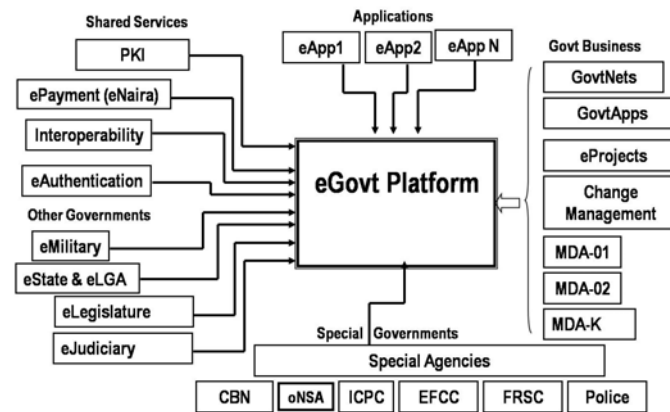 Shared Services
PKI
ePayment (eNaira)
Interoperability
eAuthentication
Other Governments
eMilitary
eState & eLGA
eLegislature
eJudiciary
Applications
eApp1
eApp2
eApp N
eGovt Platform
Govt Business
GovtNets
GovtApps
eProjects
Change
Management
MDA-01
MDA-02
MDA-K
Special Governments
Special Agencies
CBN
oNSA
ICPC
EFCC
FRSC
Police